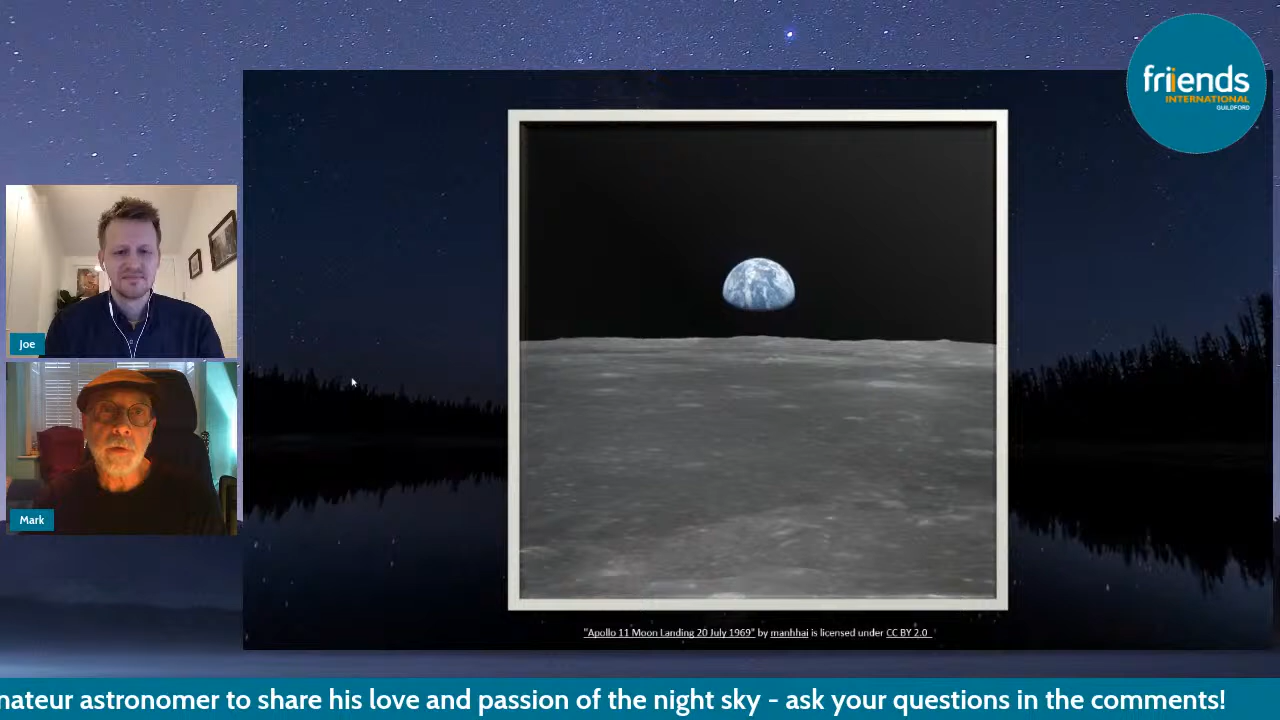 friends
INTERNATIONAL
GUILDFORD
Joe
Mark
"Apollo 11 Moon Landing 20 July 1969" by manhhai is licensed under CC BY 2.0
astronomer to share his love and passion of the night sky - ask your questions in the comments!